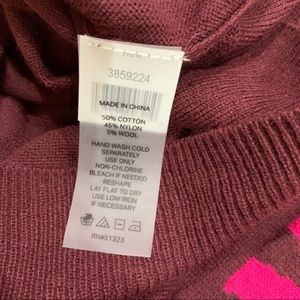 3859224
MADE IN CHINA
50% COTTON
45% NYLON
5% WOOL
HAND WASH COLD
SEPARATELY
USE ONLY
NON-CHLORINE
BLEACH IF NEEDED
RESHAPE
LAY FLAT TO DRY
USE LOW IRON
IF NECESSARY
RN#51323